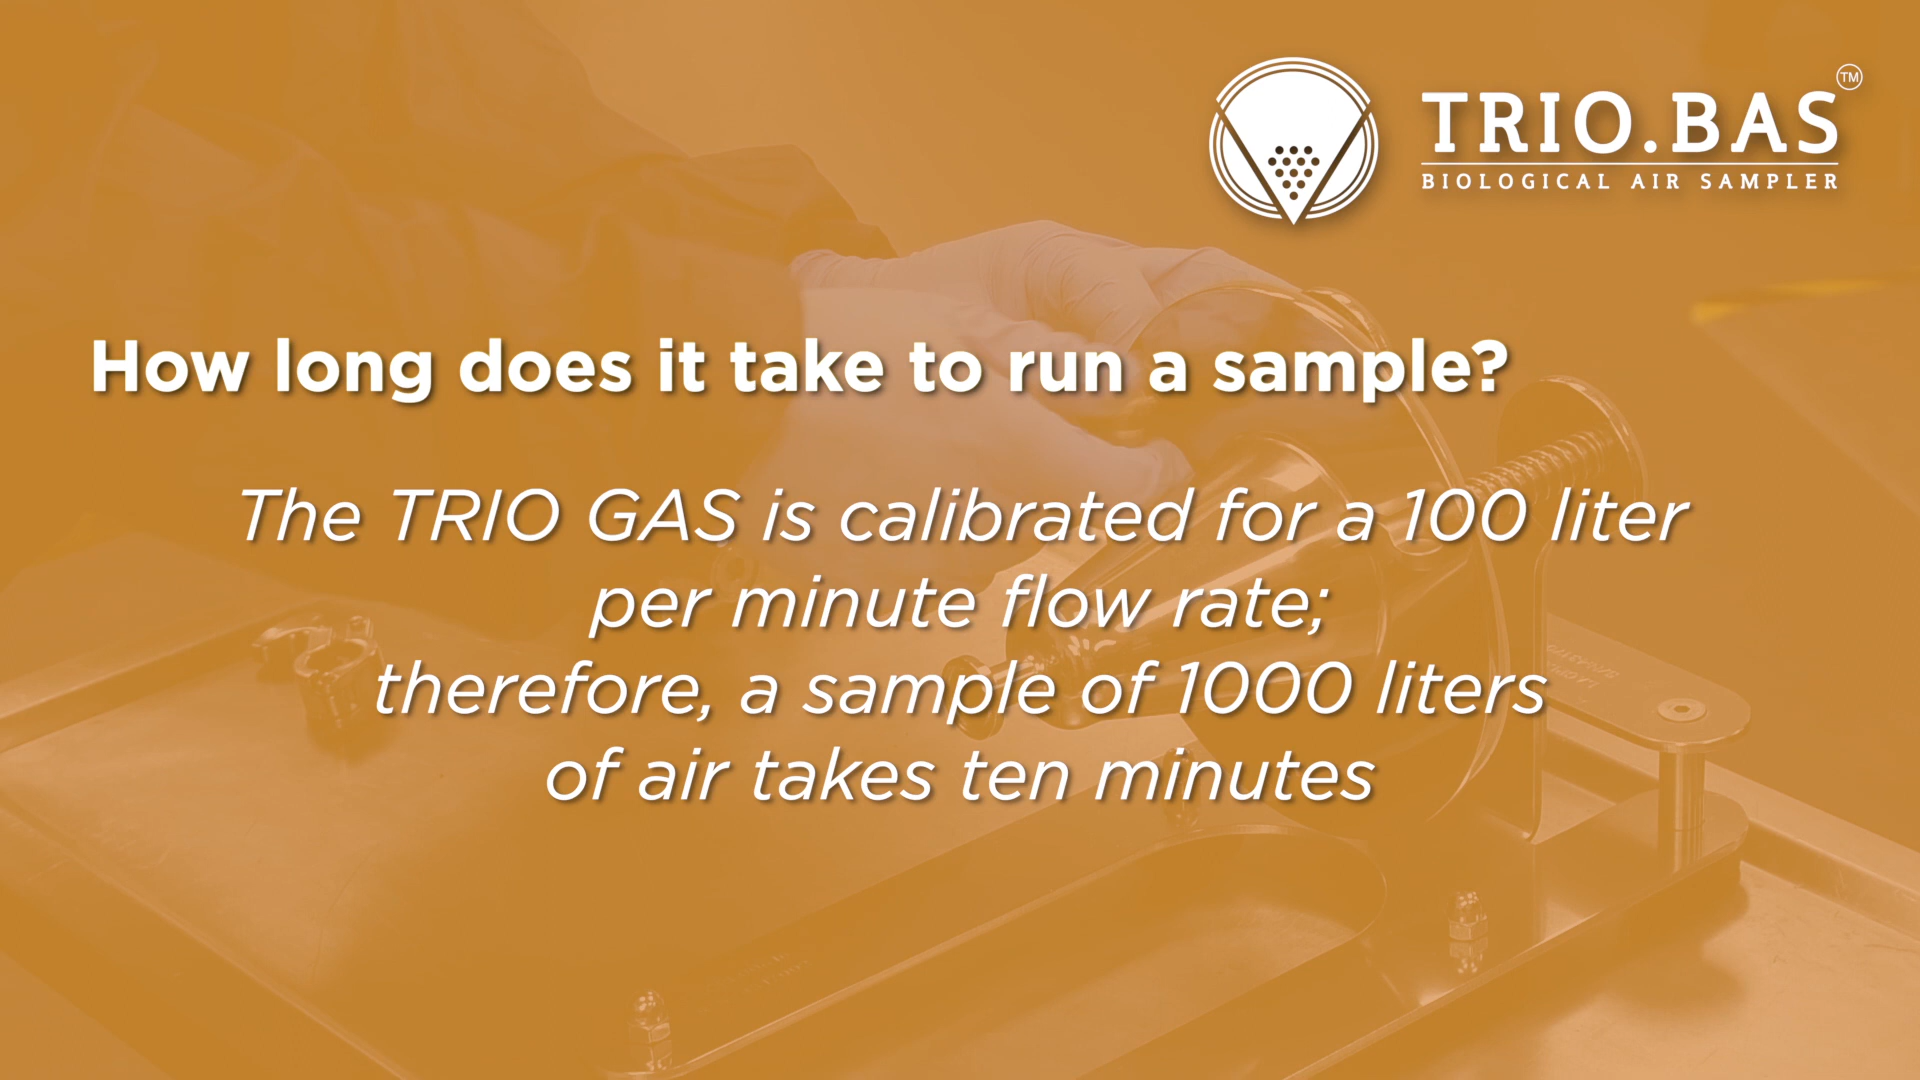 TRIO.BAS TM
BIOLOGICAL AIR SAMPLER
How long does it take to run a sample?
The TRIO GAS is calibrated for a 100 liter
per minute flow rate;
therefore, a sample of 1000 liters
of air takes ten minutes